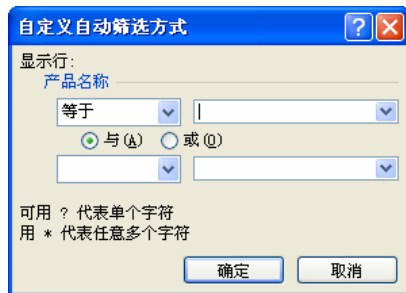 自定义自动筛选方式
显示行:
产品名称
等于
与(A) 或(O)
可用 ? 代表单个字符
用 * 代表任意多个字符
确定 取消